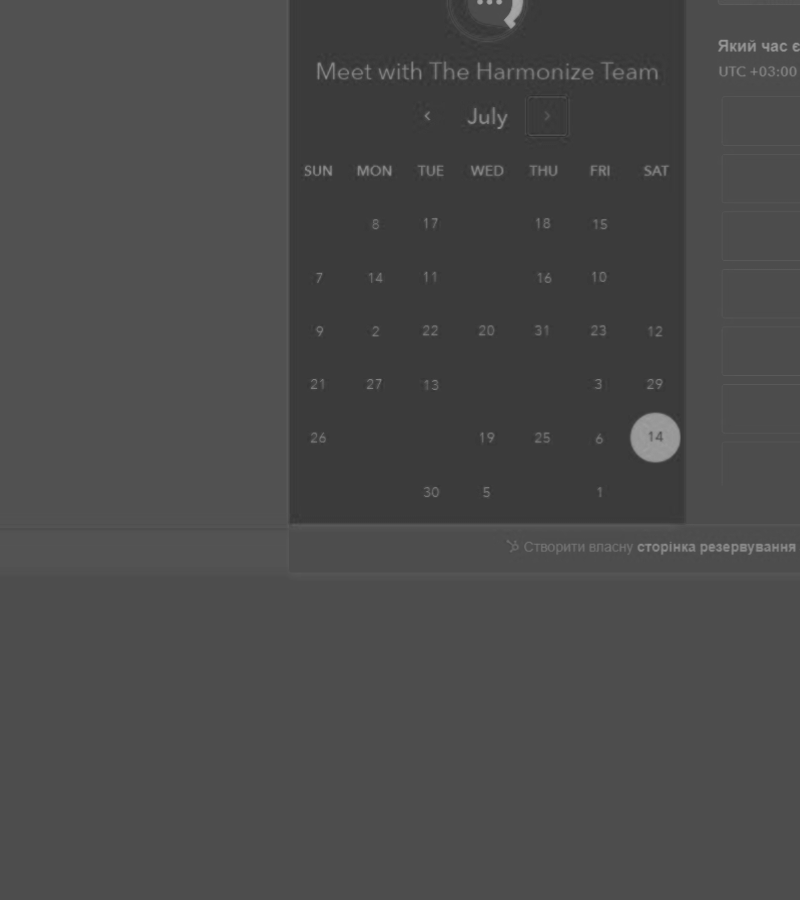 Який час є
Meet with The Harmonize Team
UTC +03:00
‹ July ›
SUN MON TUE WED THU FRI SAT
8 17 18 15
7 14 11 16 10
9 2 22 20 31 23 12
21 27 13 3 29
26 19 25 6 14
30 5 1
Створити власну сторінка резервування